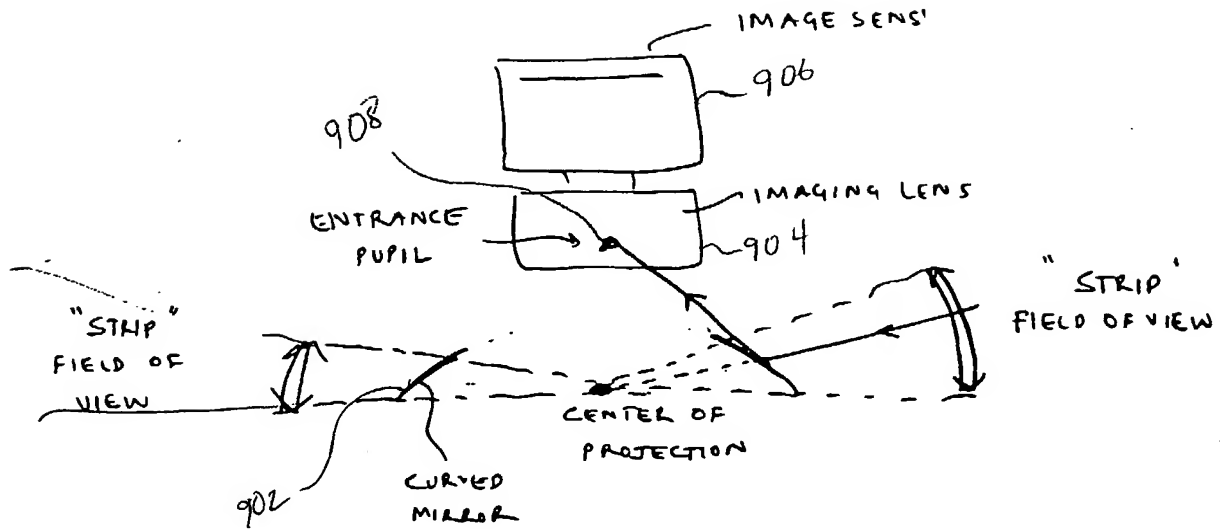 IMAGE SENS'
906
908
IMAGING LENS
ENTRANCE
PUPIL
904
"STRIP"
FIELD OF
VIEW
"STRIP'
FIELD OF VIEW
CENTER OF
PROJECTION
902
CURVED
MIRROR